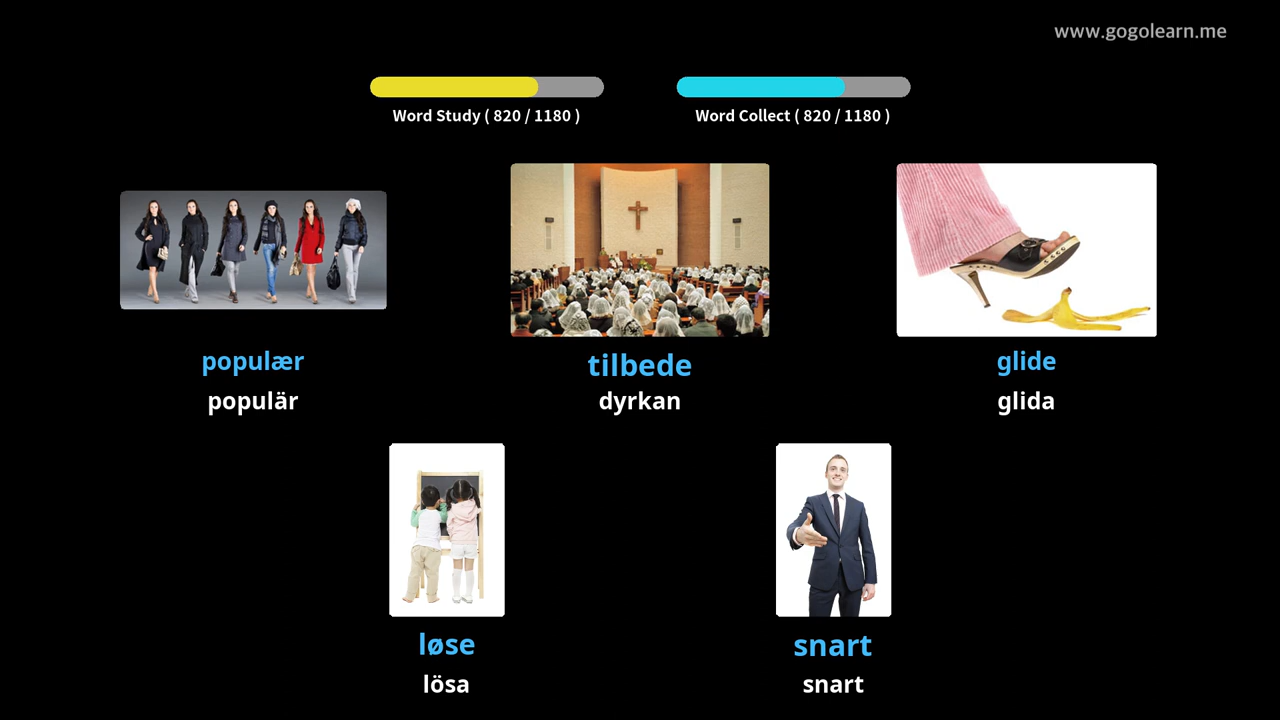 www.gogolearn.me
Word Study ( 820 / 1180 )
Word Collect ( 820 / 1180 )
populær
populär
tilbede
dyrkan
glide
glida
løse
lösa
snart
snart